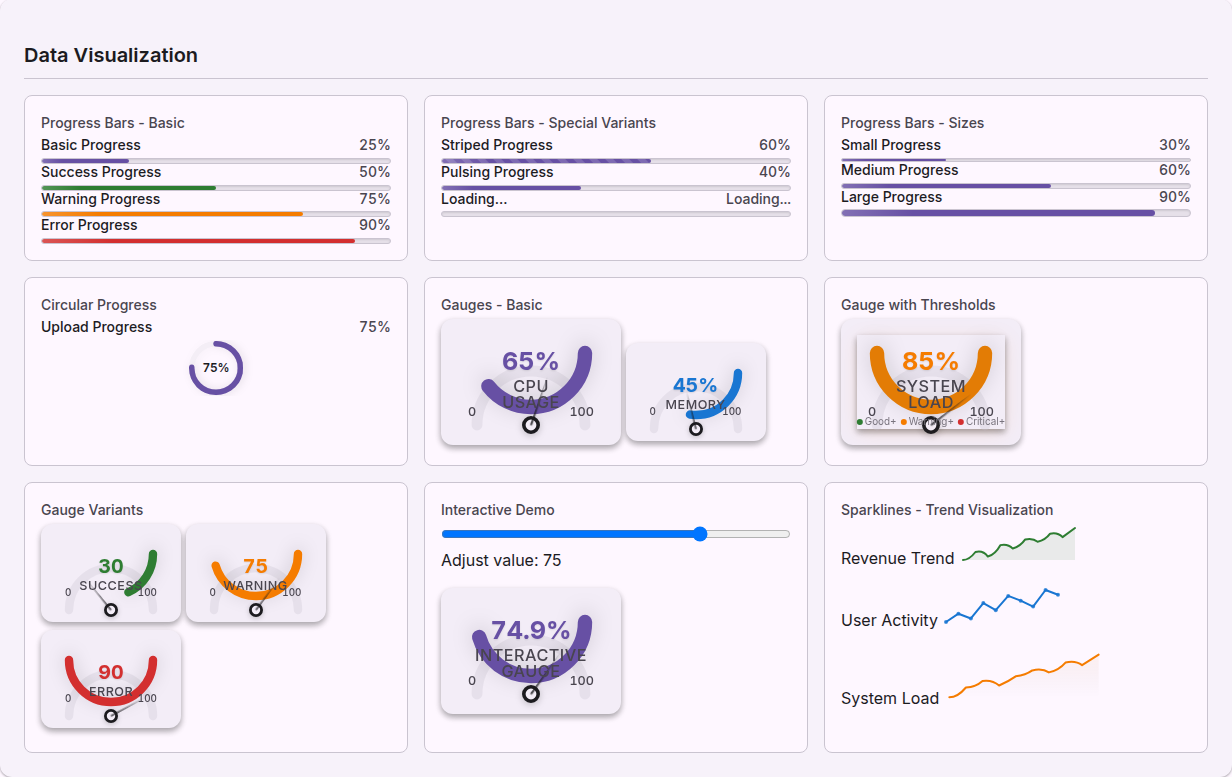 Data Visualization
Progress Bars - Basic
Basic Progress 25%
Success Progress 50%
Warning Progress 75%
Error Progress 90%
Progress Bars - Special Variants
Striped Progress 60%
Pulsing Progress 40%
Loading... Loading...
Progress Bars - Sizes
Small Progress 30%
Medium Progress 60%
Large Progress 90%
Circular Progress
Upload Progress 75%
75%
Gauges - Basic
65%
CPU
USAGE
0 100
45%
MEMORY
0 100
Gauge with Thresholds
85%
SYSTEM
LOAD
0 100
Good+ Warning+ Critical+
Gauge Variants
30
SUCCESS
0 100
75
WARNING
0 100
90
ERROR
0 100
Interactive Demo
Adjust value: 75
74.9%
INTERACTIVE
GAUGE
0 100
Sparklines - Trend Visualization
Revenue Trend
User Activity
System Load